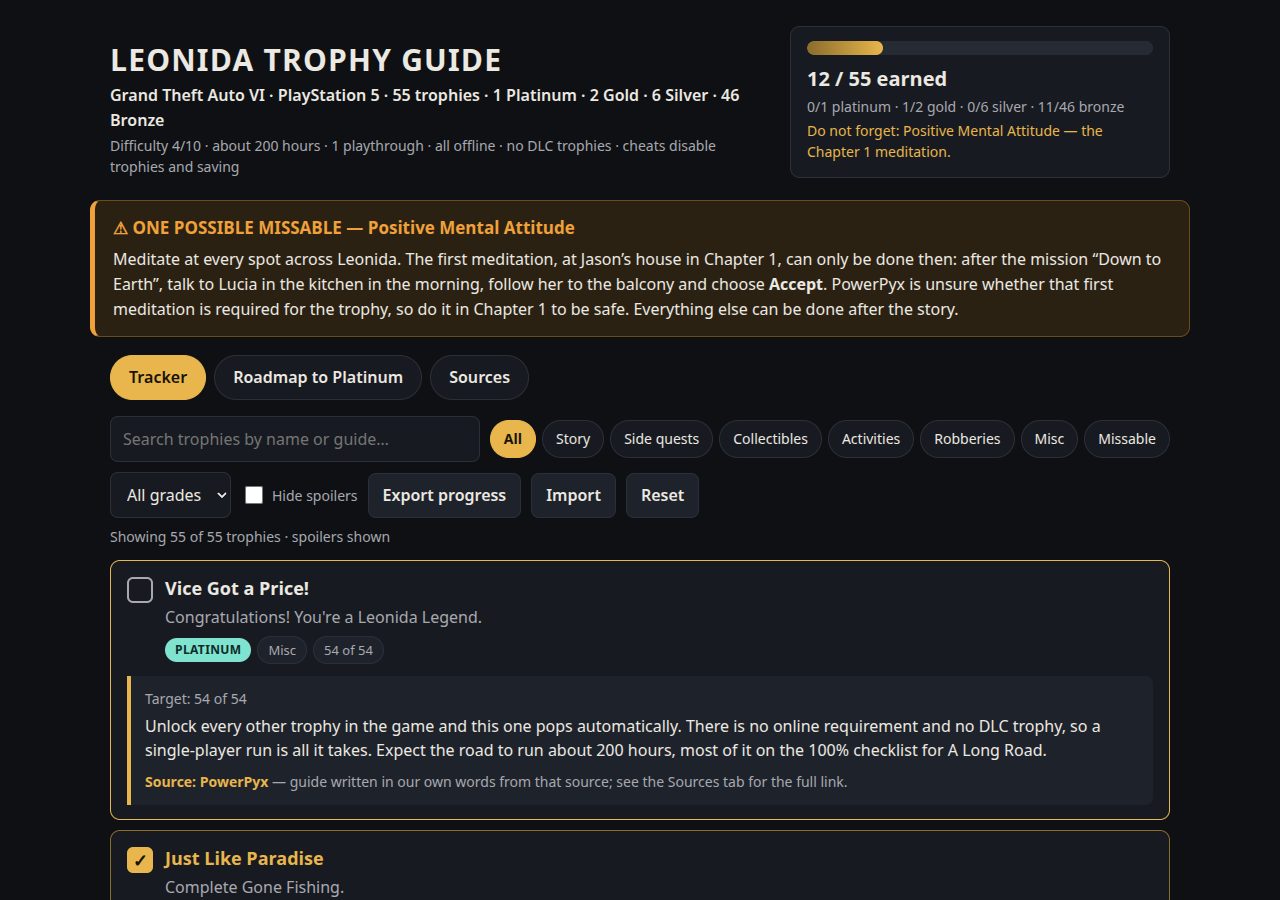 LEONIDA TROPHY GUIDE
Grand Theft Auto VI · PlayStation 5 · 55 trophies · 1 Platinum · 2 Gold · 6 Silver · 46
Bronze
Difficulty 4/10 · about 200 hours · 1 playthrough · all offline · no DLC trophies · cheats disable
trophies and saving
12 / 55 earned
0/1 platinum · 1/2 gold · 0/6 silver · 11/46 bronze
Do not forget: Positive Mental Attitude — the
Chapter 1 meditation.
⚠ ONE POSSIBLE MISSABLE — Positive Mental Attitude
Meditate at every spot across Leonida. The first meditation, at Jason’s house in Chapter 1, can only be done then: after the mission “Down to
Earth”, talk to Lucia in the kitchen in the morning, follow her to the balcony and choose Accept. PowerPyx is unsure whether that first
meditation is required for the trophy, so do it in Chapter 1 to be safe. Everything else can be done after the story.
Tracker
Roadmap to Platinum
Sources
Search trophies by name or guide...
All
Story
Side quests
Collectibles
Activities
Robberies
Misc
Missable
All grades
Hide spoilers
Export progress
Import
Reset
Showing 55 of 55 trophies · spoilers shown
Vice Got a Price!
Congratulations! You're a Leonida Legend.
PLATINUM
Misc
54 of 54
Target: 54 of 54
Unlock every other trophy in the game and this one pops automatically. There is no online requirement and no DLC trophy, so a
single-player run is all it takes. Expect the road to run about 200 hours, most of it on the 100% checklist for A Long Road.
Source: PowerPyx — guide written in our own words from that source; see the Sources tab for the full link.
✓
Just Like Paradise
Complete Gone Fishing.